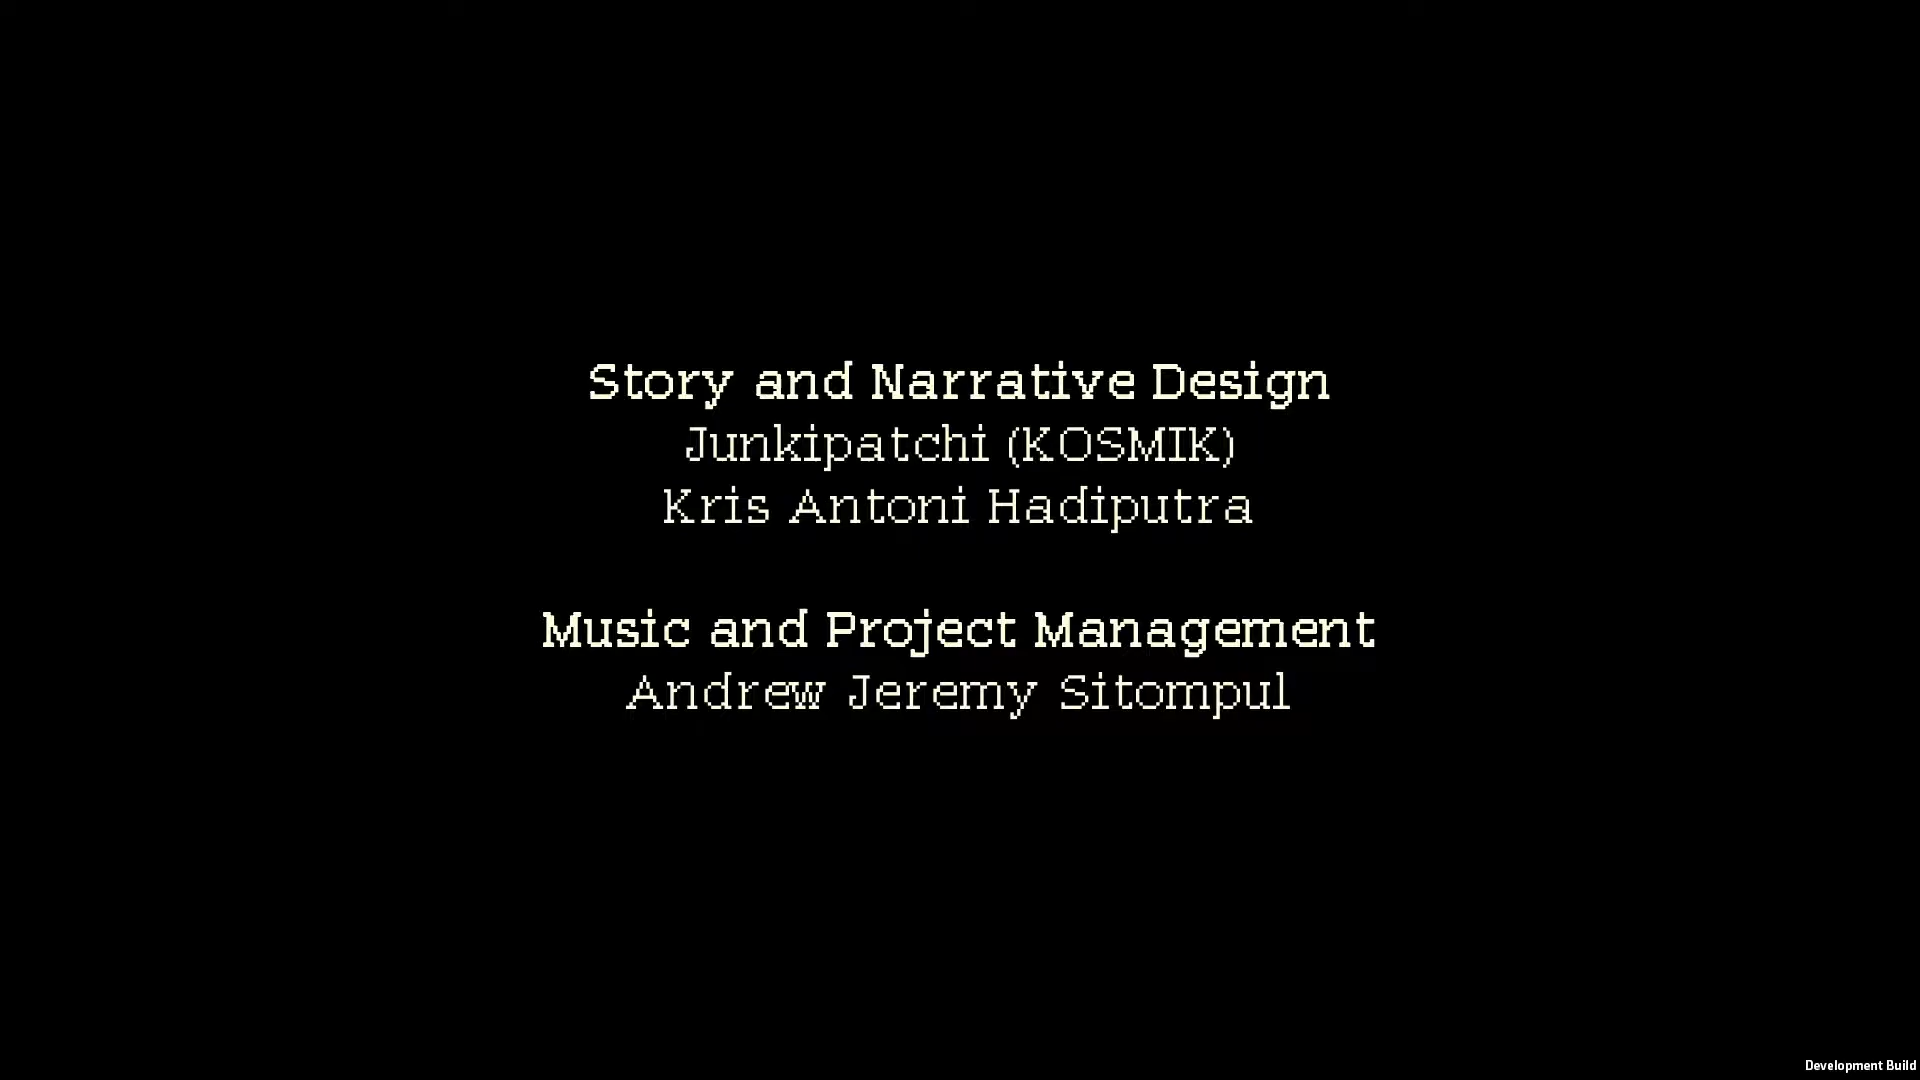 Story and Narrative Design
Junkipatchi (KOSMIK)
Kris Antoni Hadiputra
Music and Project Management
Andrew Jeremy Sitompul
Development Build